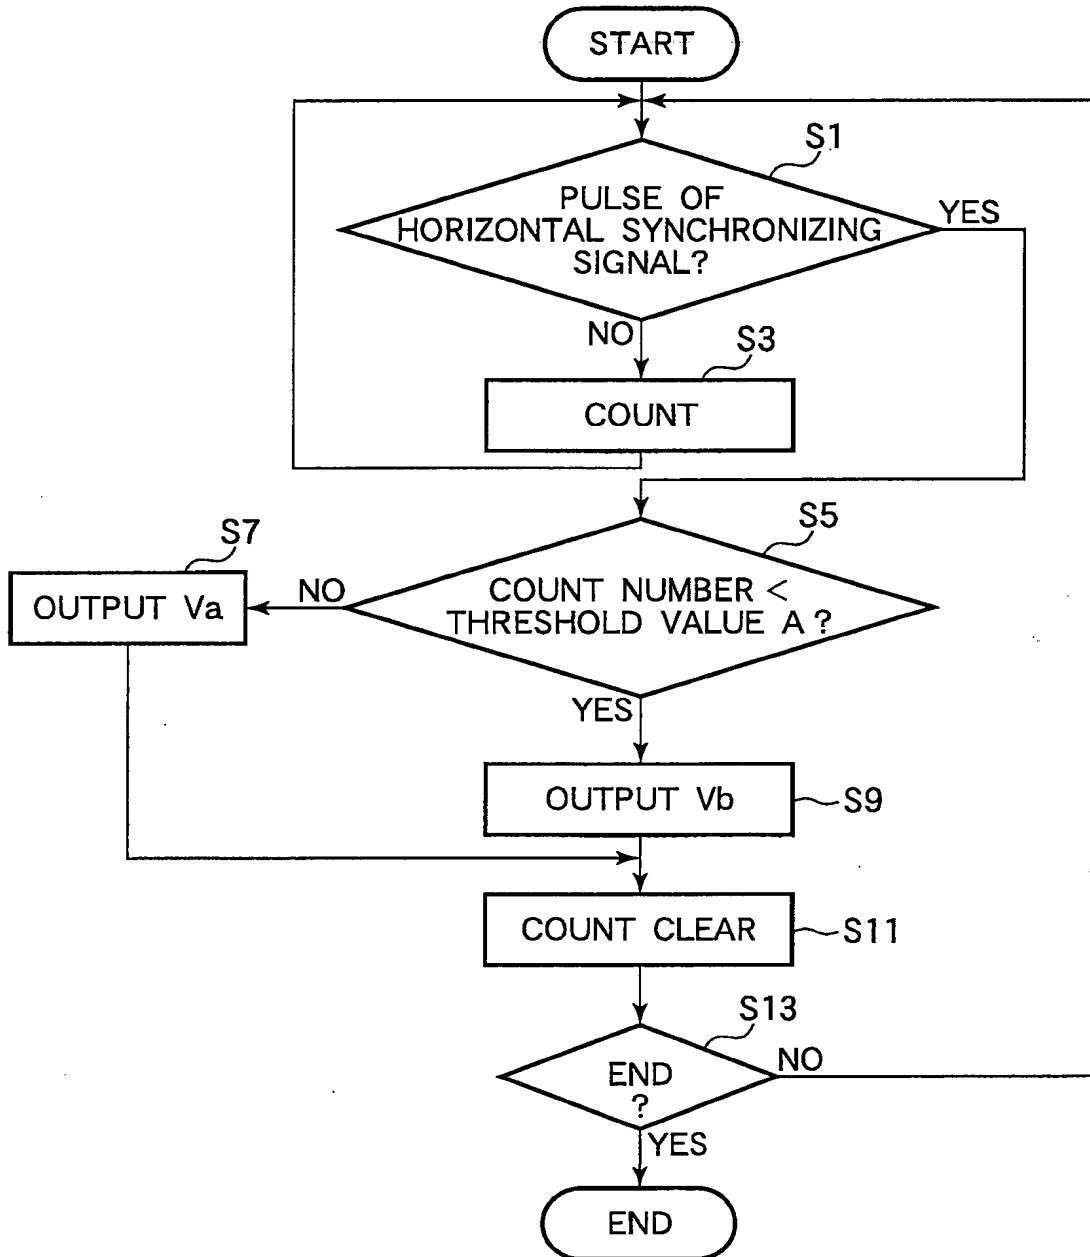 START
S1
PULSE OF
HORIZONTAL SYNCHRONIZING
SIGNAL?
YES
NO
S3
COUNT
S5
COUNT NUMBER <
THRESHOLD VALUE A ?
NO
S7
OUTPUT Va
YES
OUTPUT Vb
S9
COUNT CLEAR
S11
S13
END
?
NO
YES
END